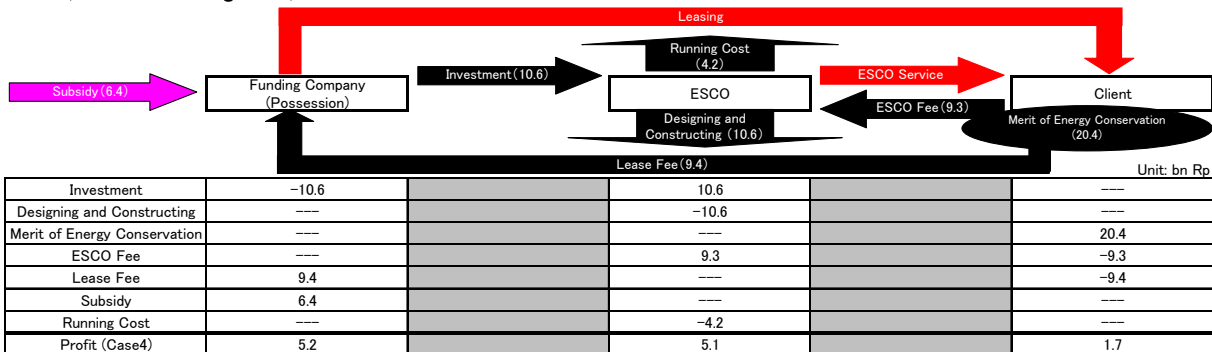 Leasing
Running Cost
(4.2)
Subsidy(6.4)
Funding Company
(Possession)
Investment(10.6)
ESCO
ESCO Service
ESCO Fee(9.3)
Client
Designing and
Constructing (10.6)
Merit of Energy Conservation
(20.4)
Lease Fee(9.4)
Unit: bn Rp
Investment -10.6 10.6 ---
Designing and Constructing --- -10.6 ---
Merit of Energy Conservation --- --- 20.4
ESCO Fee --- 9.3 -9.3
Lease Fee 9.4 --- -9.4
Subsidy 6.4 --- ---
Running Cost --- -4.2 ---
Profit (Case4) 5.2 5.1 1.7